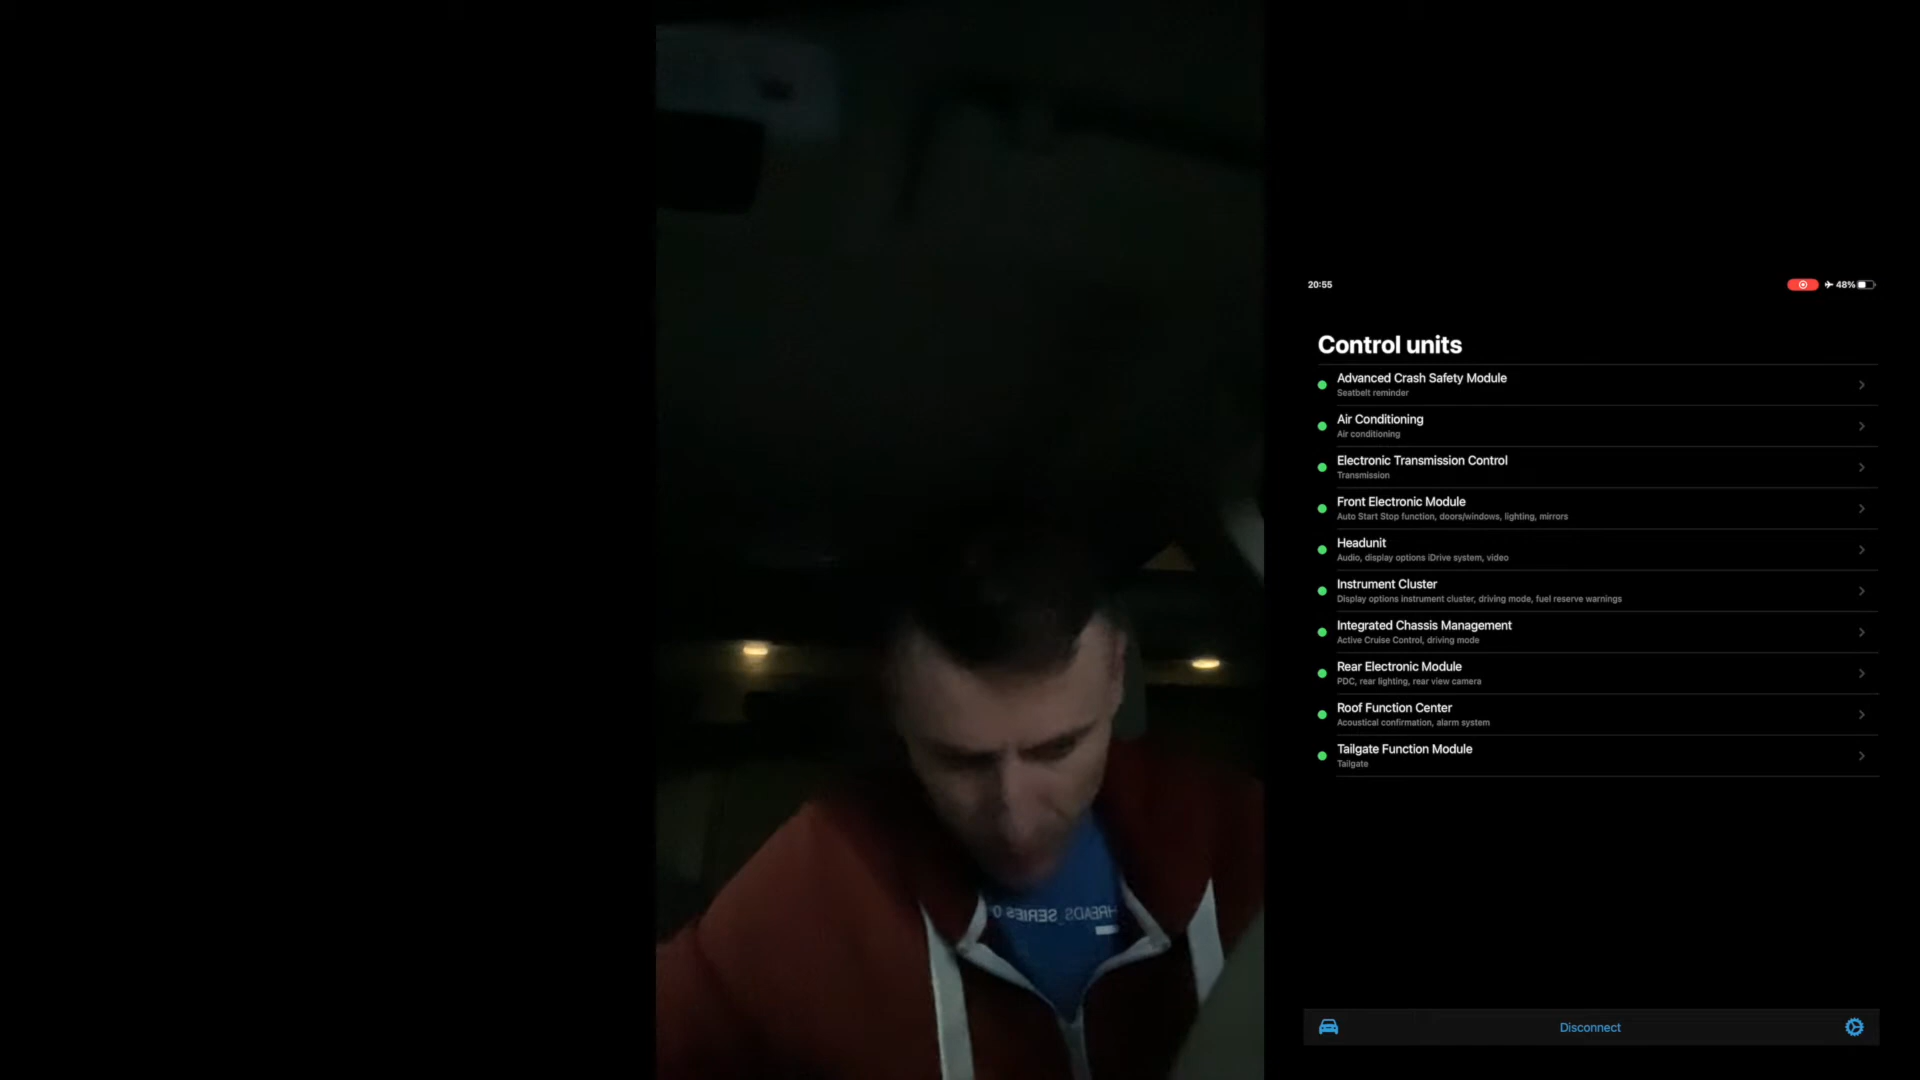 20:55
48%
Control units
Advanced Crash Safety Module
Seatbelt reminder
Air Conditioning
Air conditioning
Electronic Transmission Control
Transmission
Front Electronic Module
Auto Start Stop function, doors/windows, lighting, mirrors
Headunit
Audio, display options iDrive system, video
Instrument Cluster
Display options instrument cluster, driving mode, fuel reserve warnings
Integrated Chassis Management
Active Cruise Control, driving mode
Rear Electronic Module
PDC, rear lighting, rear view camera
Roof Function Center
Acoustical confirmation, alarm system
Tailgate Function Module
Tailgate
Disconnect
HREADS_SERIES 0